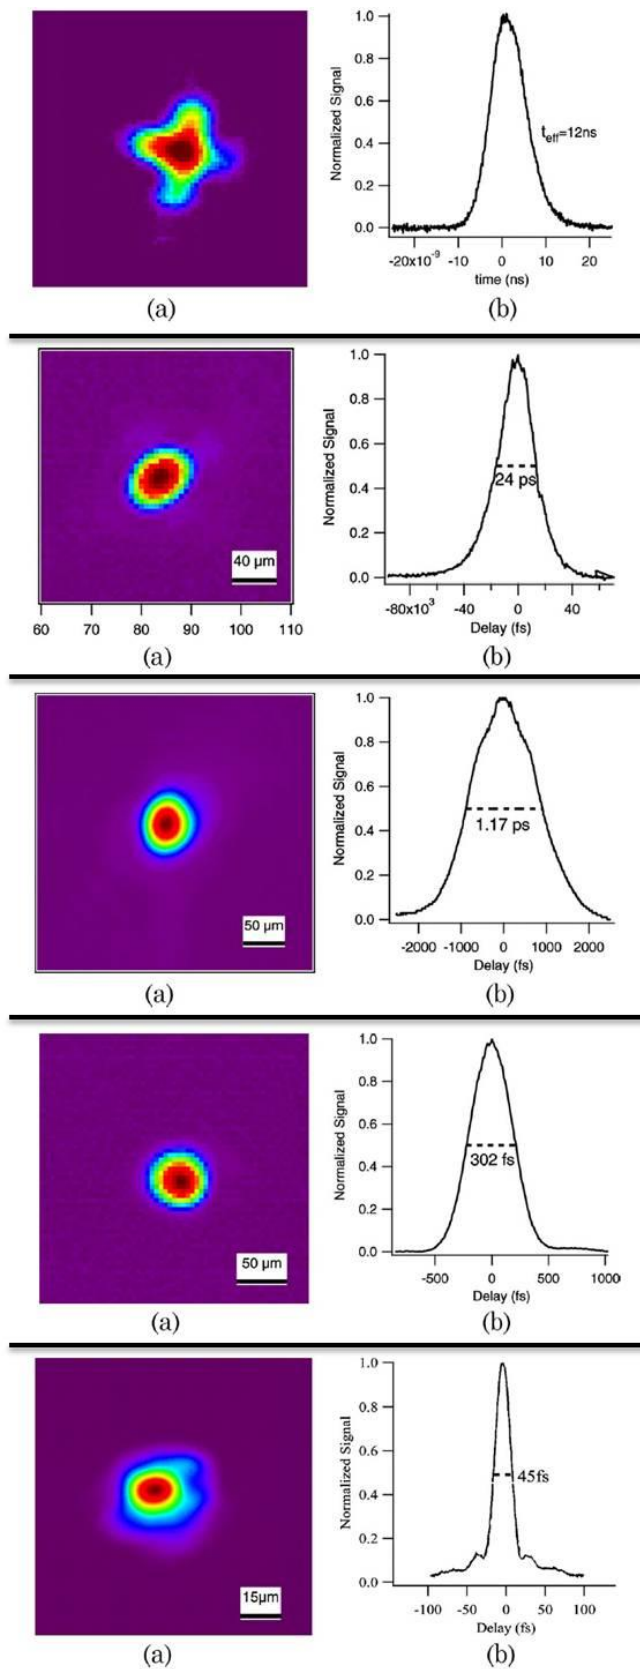 1.0
0.8
0.6
0.4
0.2
0.0
Normalized Signal
t_eff=12ns
-20x10⁻⁹ -10 0 10 20
time (ns)
(a) (b)
40 µm
60 70 80 90 100 110
1.0
0.8
0.6
0.4
0.2
0.0
Normalized Signal
24 ps
-80x10³ -40 0 40
Delay (fs)
(a) (b)
50 µm
1.0
0.8
0.6
0.4
0.2
0.0
Normalized Signal
1.17 ps
-2000 -1000 0 1000 2000
Delay (fs)
(a) (b)
50 µm
1.0
0.8
0.6
0.4
0.2
0.0
Normalized Signal
302 fs
-500 0 500 1000
Delay (fs)
(a) (b)
15µm
1.0
0.8
0.6
0.4
0.2
0.0
Normalized Signal
45fs
-100 -50 0 50 100
Delay (fs)
(a) (b)